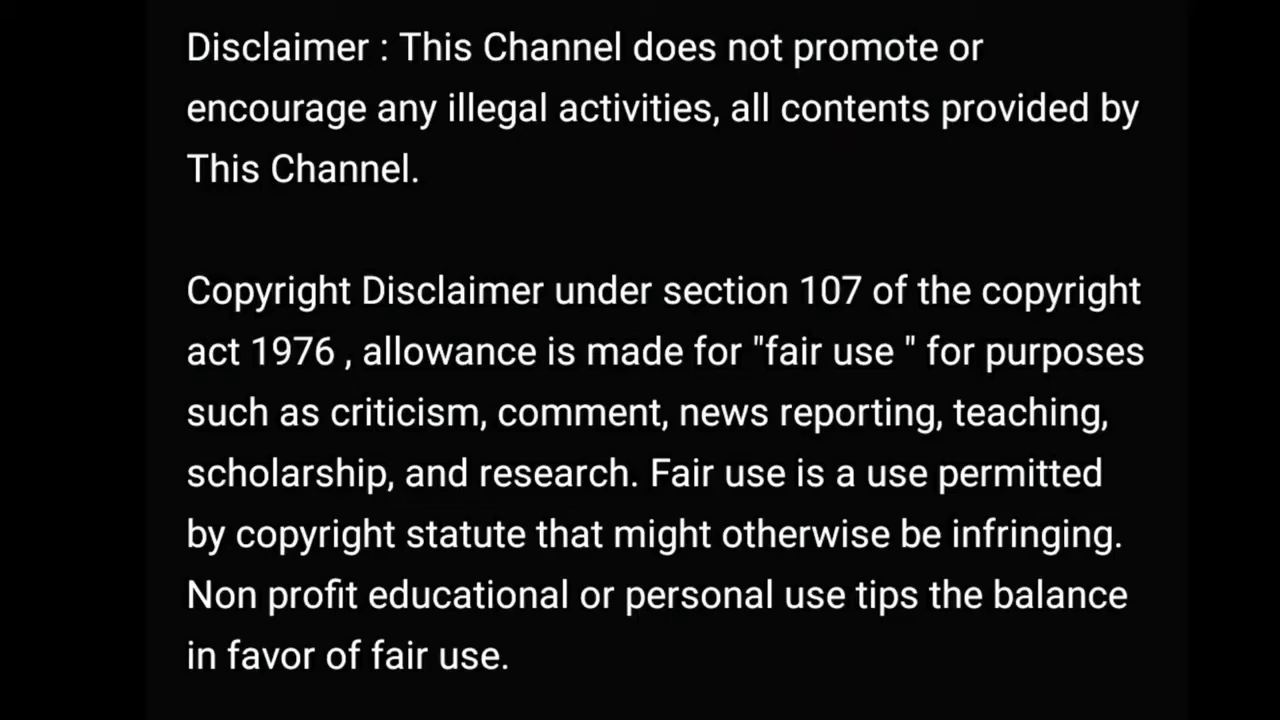 Disclaimer : This Channel does not promote or
encourage any illegal activities, all contents provided by
This Channel.
Copyright Disclaimer under section 107 of the copyright
act 1976 , allowance is made for "fair use " for purposes
such as criticism, comment, news reporting, teaching,
scholarship, and research. Fair use is a use permitted
by copyright statute that might otherwise be infringing.
Non profit educational or personal use tips the balance
in favor of fair use.